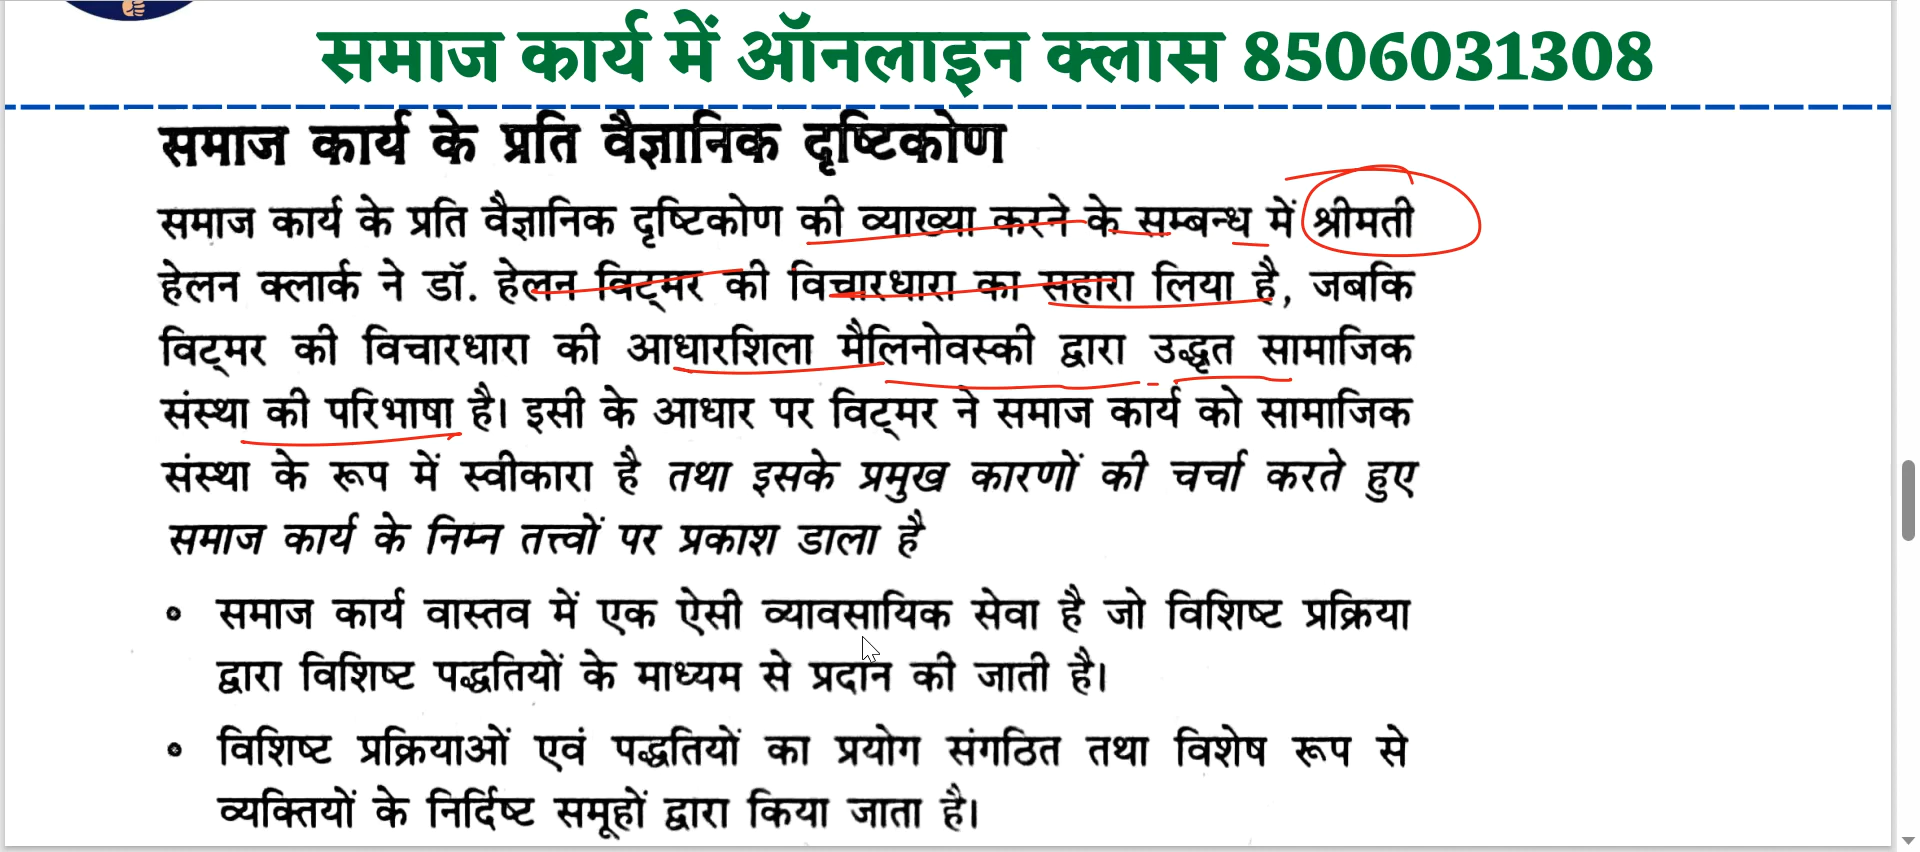 समाज कार्य में ऑनलाइन क्लास 8506031308
समाज कार्य के प्रति वैज्ञानिक दृष्टिकोण
समाज कार्य के प्रति वैज्ञानिक दृष्टिकोण की व्याख्या करने के सम्बन्ध में श्रीमती
हेलन क्लार्क ने डॉ. हेलन विट्मर की विचारधारा का सहारा लिया है, जबकि
विट्मर की विचारधारा की आधारशिला मैलिनोवस्की द्वारा उद्धृत सामाजिक
संस्था की परिभाषा है। इसी के आधार पर विट्मर ने समाज कार्य को सामाजिक
संस्था के रूप में स्वीकारा है तथा इसके प्रमुख कारणों की चर्चा करते हुए
समाज कार्य के निम्न तत्त्वों पर प्रकाश डाला है
• समाज कार्य वास्तव में एक ऐसी व्यावसायिक सेवा है जो विशिष्ट प्रक्रिया
द्वारा विशिष्ट पद्धतियों के माध्यम से प्रदान की जाती है।
• विशिष्ट प्रक्रियाओं एवं पद्धतियों का प्रयोग संगठित तथा विशेष रूप से
व्यक्तियों के निर्दिष्ट समूहों द्वारा किया जाता है।